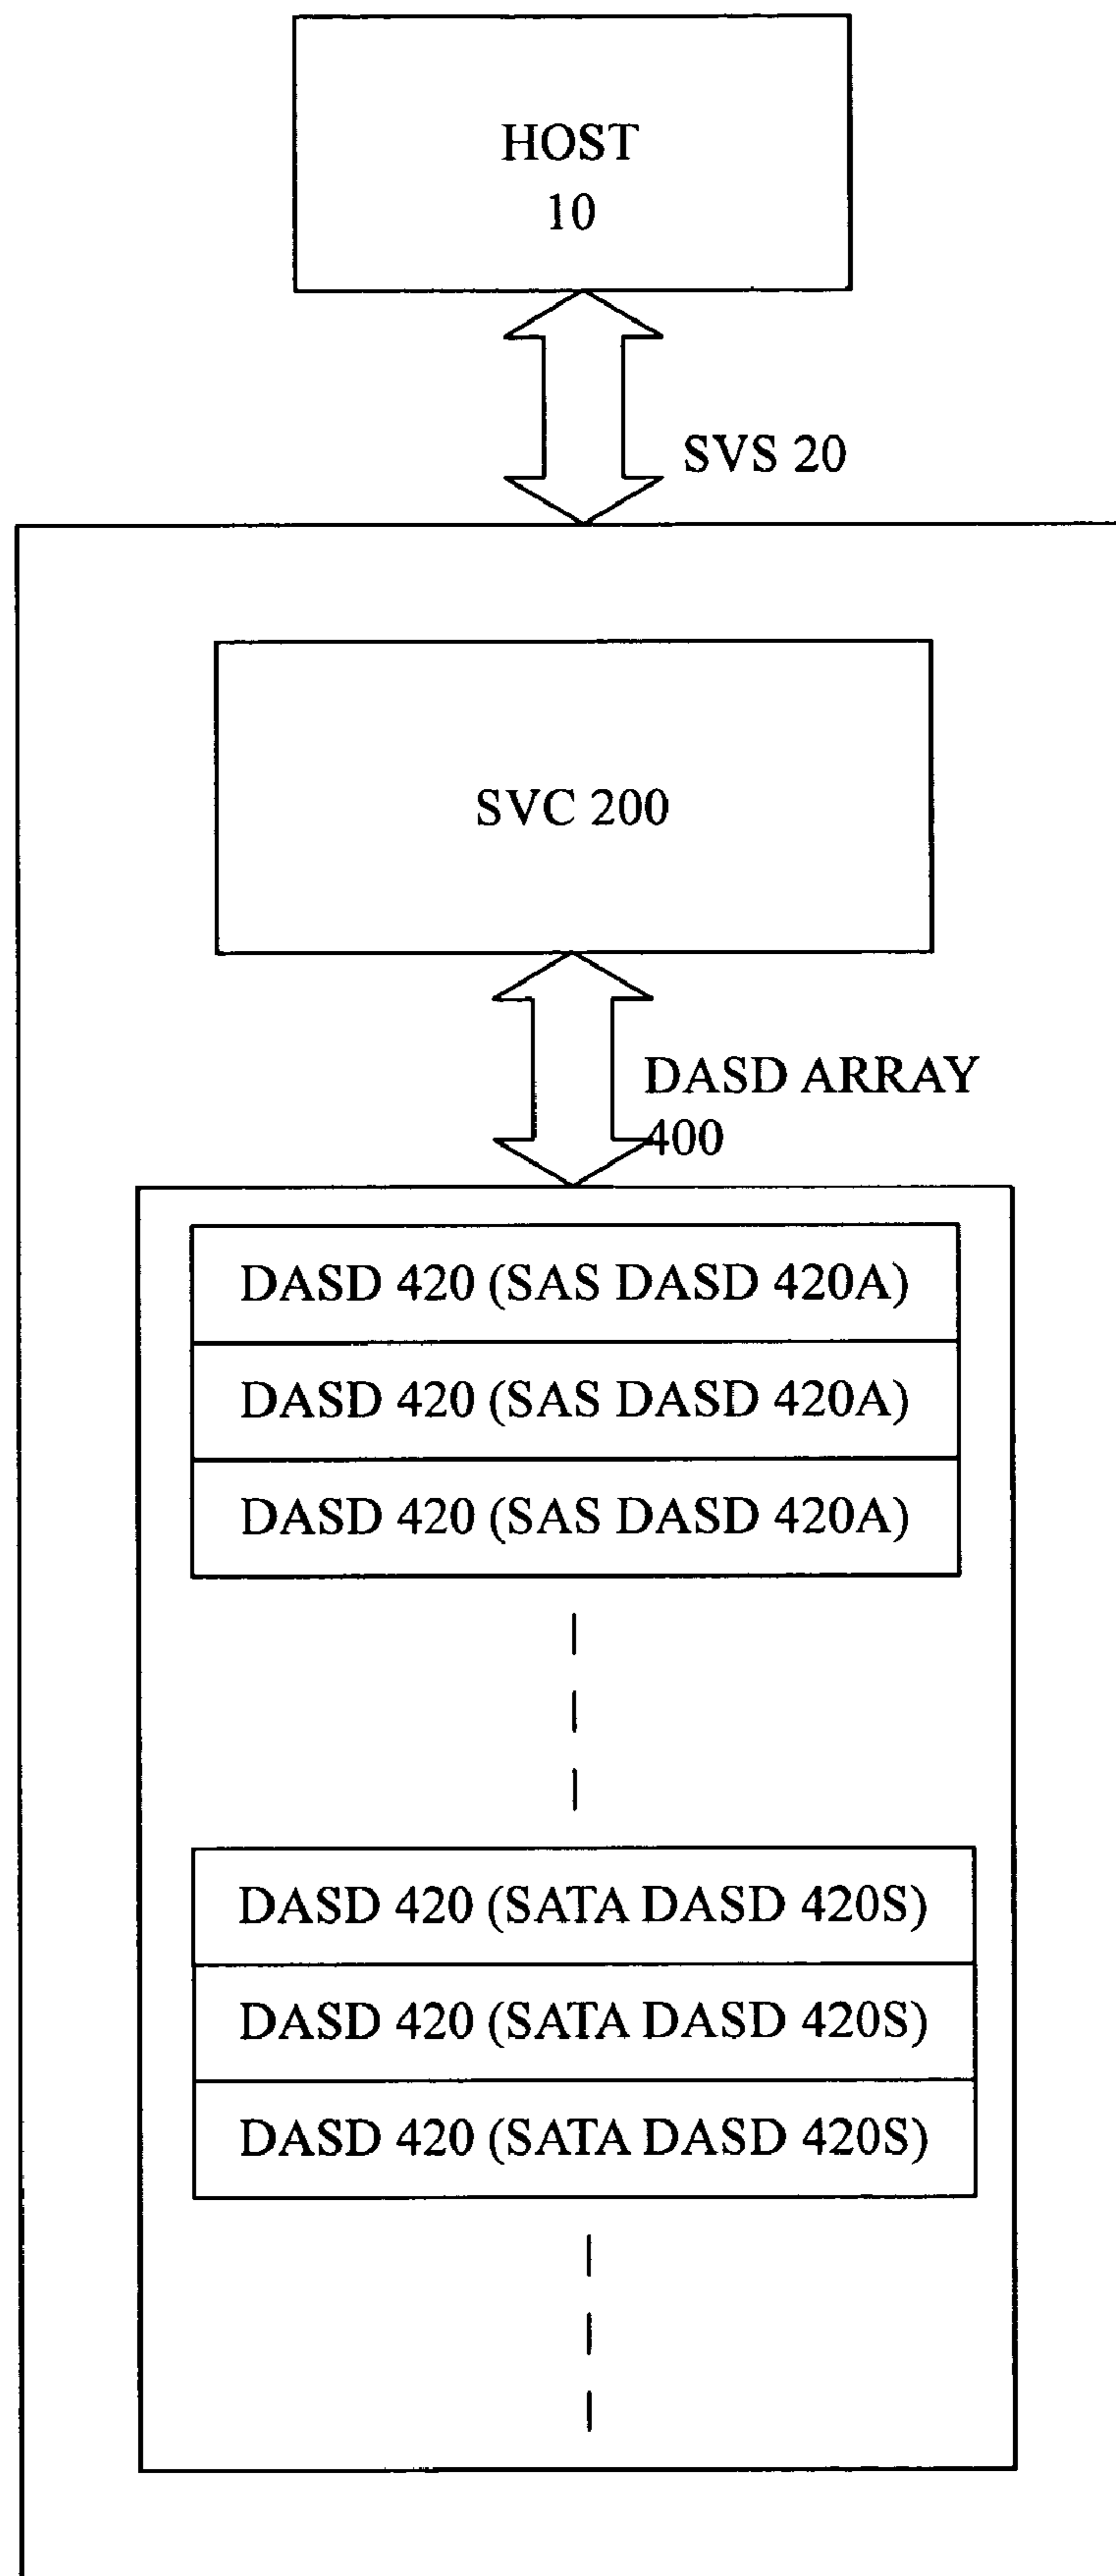 HOST
10
SVS 20
SVC 200
DASD ARRAY
400
DASD 420 (SAS DASD 420A)
DASD 420 (SAS DASD 420A)
DASD 420 (SAS DASD 420A)
DASD 420 (SATA DASD 420S)
DASD 420 (SATA DASD 420S)
DASD 420 (SATA DASD 420S)